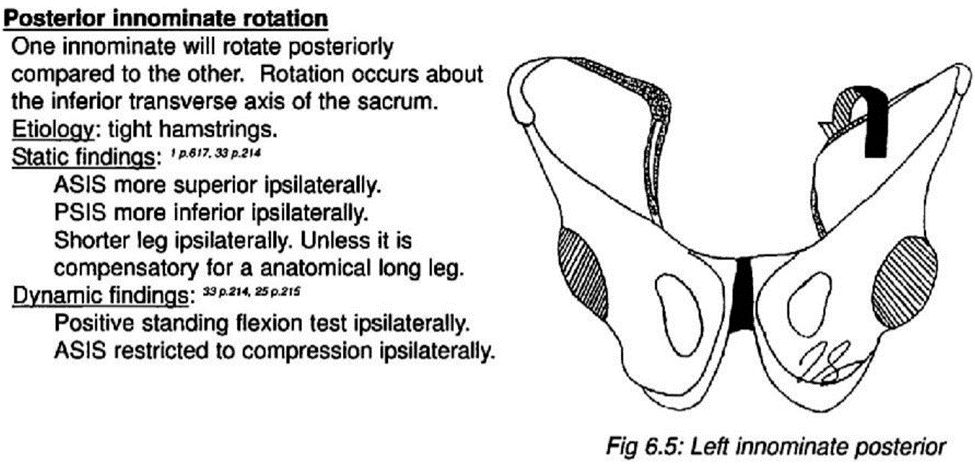 Posterior innominate rotation
One innominate will rotate posteriorly
compared to the other. Rotation occurs about
the inferior transverse axis of the sacrum.
Etiology: tight hamstrings.
Static findings: 1 p.617, 33 p.214
ASIS more superior ipsilaterally.
PSIS more inferior ipsilaterally.
Shorter leg ipsilaterally. Unless it is
compensatory for a anatomical long leg.
Dynamic findings: 33 p.214, 25 p.215
Positive standing flexion test ipsilaterally.
ASIS restricted to compression ipsilaterally.
Fig 6.5: Left innominate posterior